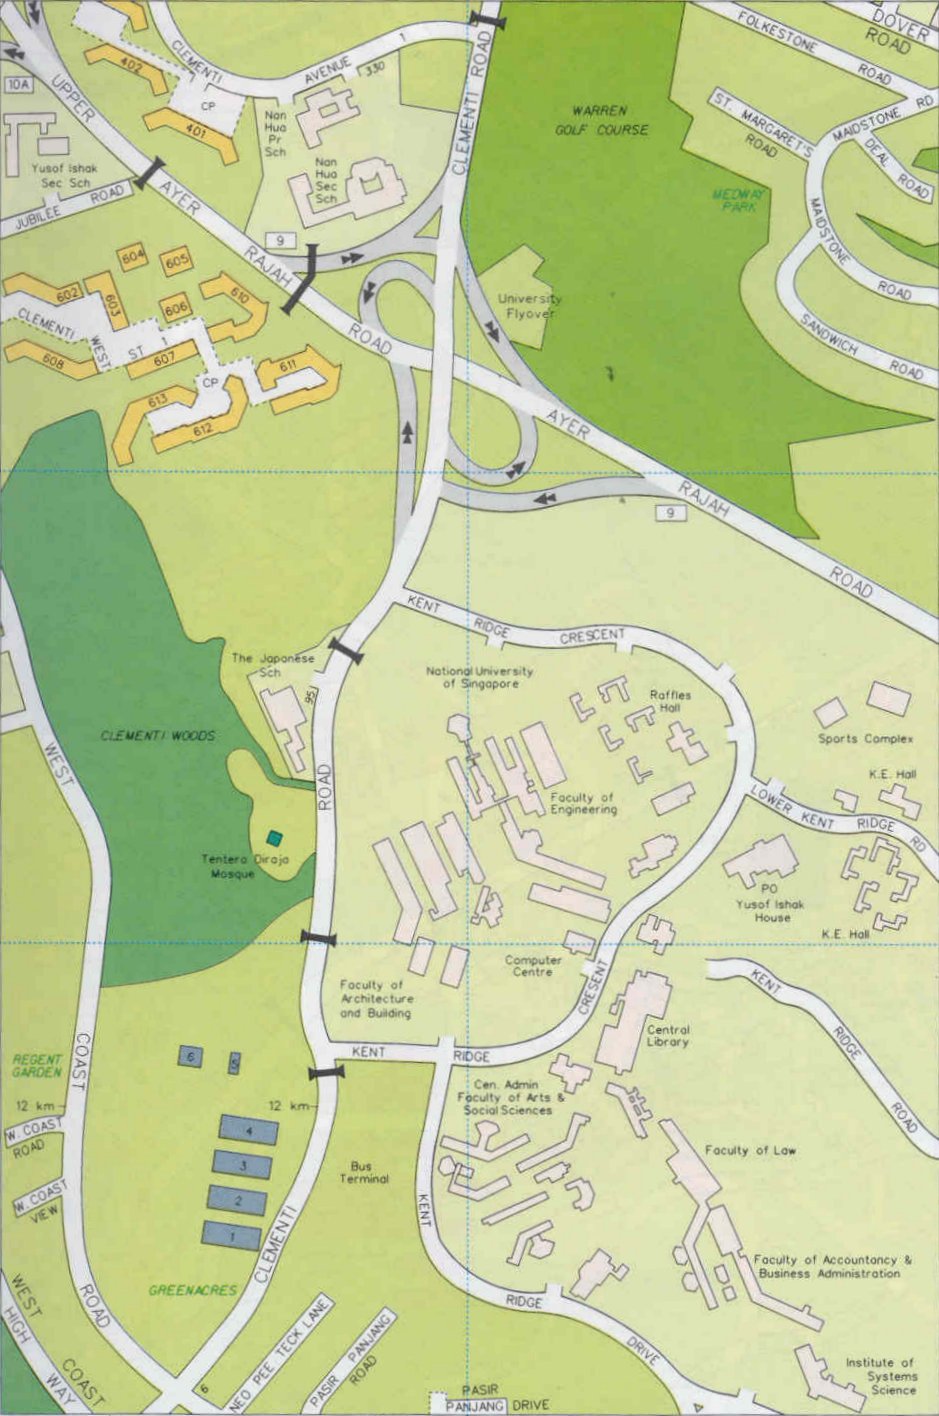 DOVER
ROAD
FOLKESTONE
ROAD
CLEMENTI
AVENUE
1
330
402
CP
401
10A
UPPER
AYER
RAJAH
ROAD
AYER
RAJAH
ROAD
Yusof Ishak
Sec Sch
JUBILEE
ROAD
Nan
Hua
Pr
Sch
Nan
Hua
Sec
Sch
9
CLEMENTI ROAD
WARREN
GOLF COURSE
ST. MARGARET'S
ROAD
MAIDSTONE RD
DEAL
ROAD
MEDWAY
PARK
MAIDSTONE
ROAD
SANDWICH
ROAD
University
Flyover
604
605
602
603
606
610
CLEMENTI
WEST
ST 1
607
608
CP
611
613
612
9
KENT
RIDGE
CRESCENT
The Japanese
Sch
95
National University
of Singapore
Raffles
Hall
Sports Complex
K.E. Hall
CLEMENTI WOODS
WEST
ROAD
Faculty of
Engineering
LOWER KENT RIDGE RD
Tentera Diraja
Mosque
PO
Yusof Ishak
House
K.E. Hall
Computer
Centre
CRESENT
Faculty of
Architecture
and Building
KENT
RIDGE
ROAD
Central
Library
COAST
REGENT
GARDEN
6
5
KENT
RIDGE
12 km
12 km
W. COAST
ROAD
Cen. Admin
Faculty of Arts &
Social Sciences
4
3
2
1
Bus
Terminal
Faculty of Law
W. COAST
VIEW
KENT
CLEMENTI
GREENACRES
Faculty of Accountancy &
Business Administration
WEST
HIGH
WAY
COAST
ROAD
RIDGE
DRIVE
6
NEO PEE TECK LANE
PASIR PANJANG
ROAD
Institute of
Systems
Science
PASIR
PANJANG DRIVE
4